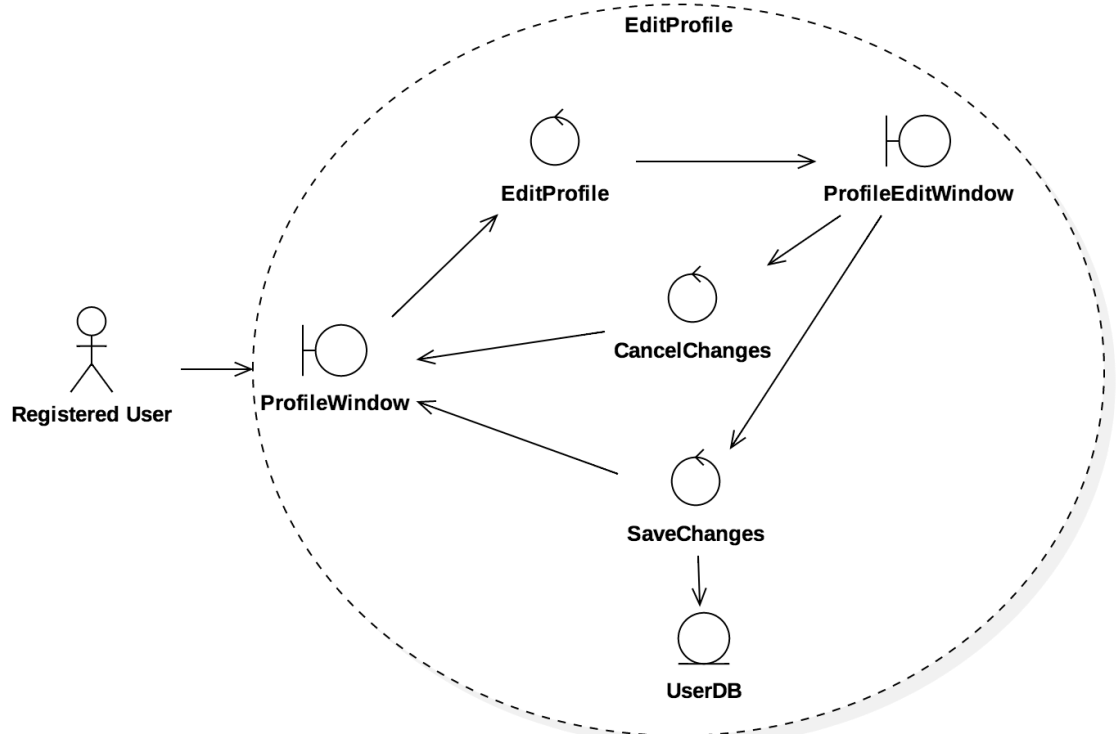 EditProfile
EditProfile
ProfileEditWindow
CancelChanges
ProfileWindow
Registered User
SaveChanges
UserDB